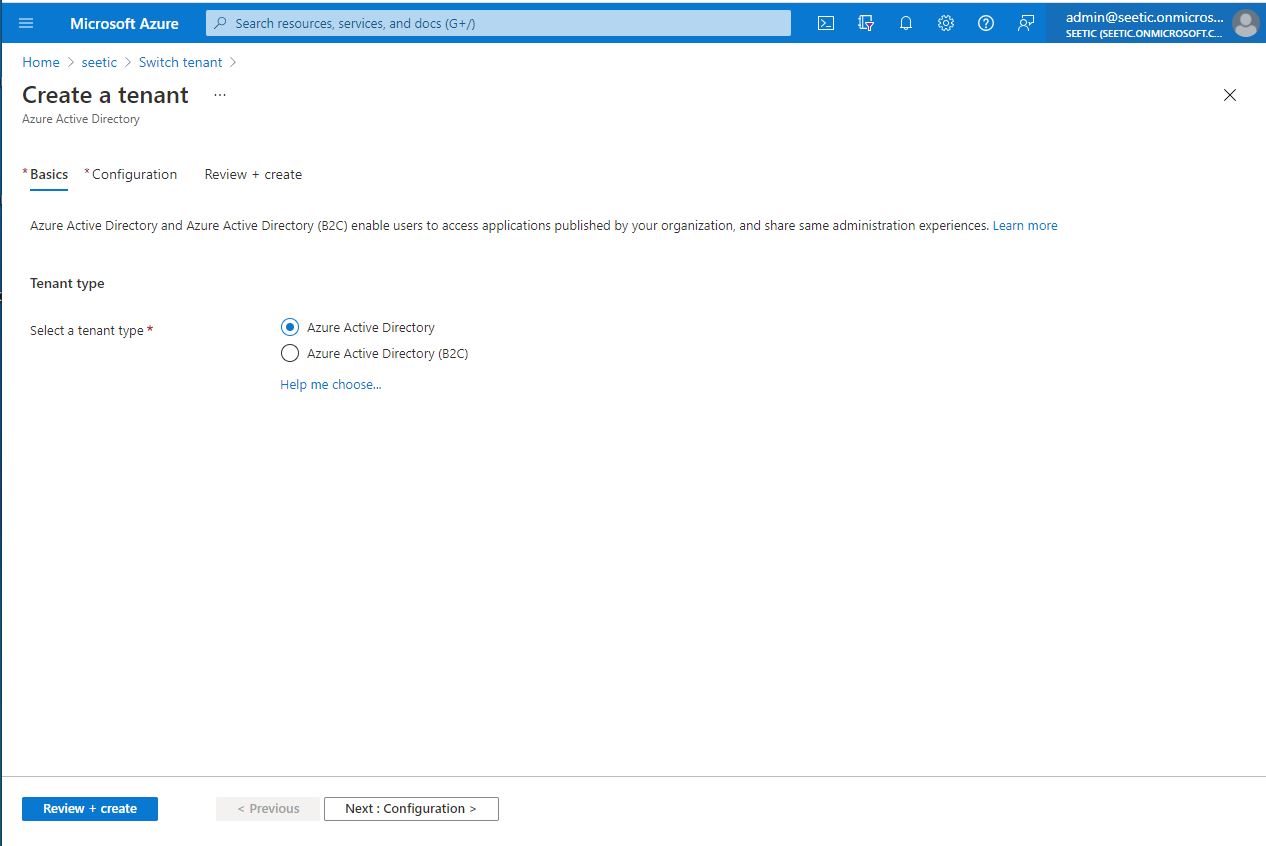 Microsoft Azure
Search resources, services, and docs (G+/)
admin@seetic.onmicros...
SEETIC (SEETIC.ONMICROSOFT.C...
Home > seetic > Switch tenant >
Create a tenant ...
Azure Active Directory
* Basics * Configuration Review + create
Azure Active Directory and Azure Active Directory (B2C) enable users to access applications published by your organization, and share same administration experiences. Learn more
Tenant type
Select a tenant type *
Azure Active Directory
Azure Active Directory (B2C)
Help me choose...
Review + create
< Previous
Next : Configuration >